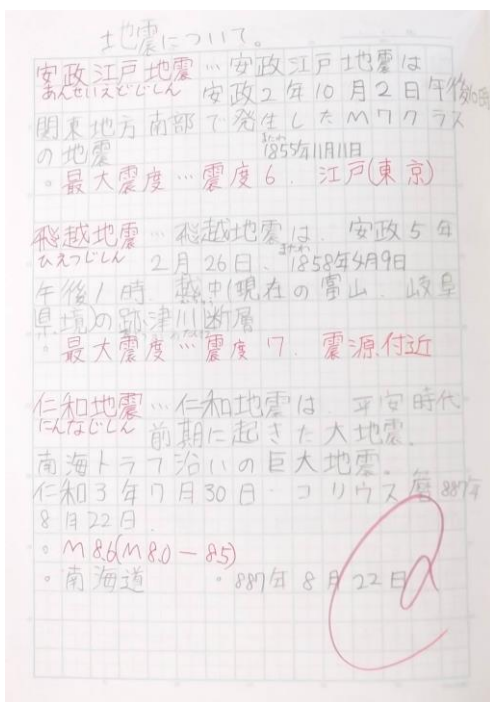 地震について。
安政江戸地震…安政江戸地震は
あんせいえどじしん 安政2年10月2日午後10時
関東地方南部で発生したM7クラス
の地震 または1855年11月11日
・最大震度…震度6. 江戸(東京)
飛越地震…飛越地震は、安政5年
ひえつじしん 2月26日、または1858年4月9日
午後1時、越中(現在の富山、岐阜
県境)の跡津川断層
・最大震度…震度7. 震源付近
仁和地震…仁和地震は、平安時代
にんなじしん 前期に起きた大地震.
南海トラフ沿いの巨大地震.
仁和3年7月30日・コリウス暦887年
8月22日.
・M8.6(M8.0-8.5)
・南海道 ・887年8月22日